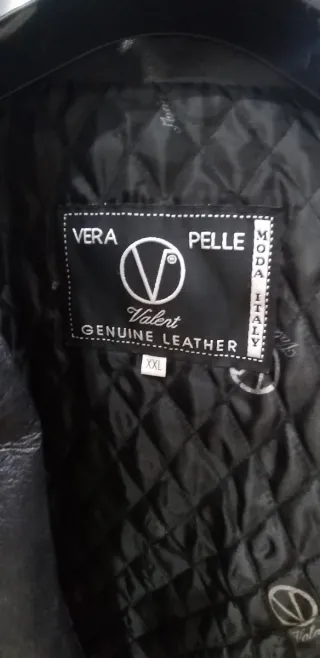 VERA PELLE
V
Valent
GENUINE LEATHER
MODA ITALY
XXL
V
V